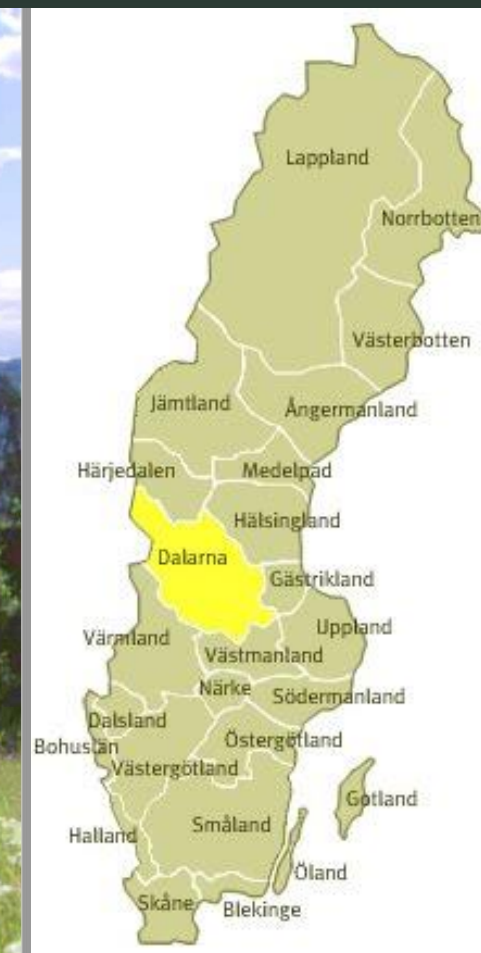 Lappland
Norrbotten
Västerbotten
Jämtland
Ångermanland
Härjedalen
Medelpad
Hälsingland
Dalarna
Gästrikland
Värmland
Uppland
Västmanland
Närke
Södermanland
Dalsland
Bohuslän
Östergötland
Västergötland
Gotland
Halland
Småland
Öland
Skåne
Blekinge